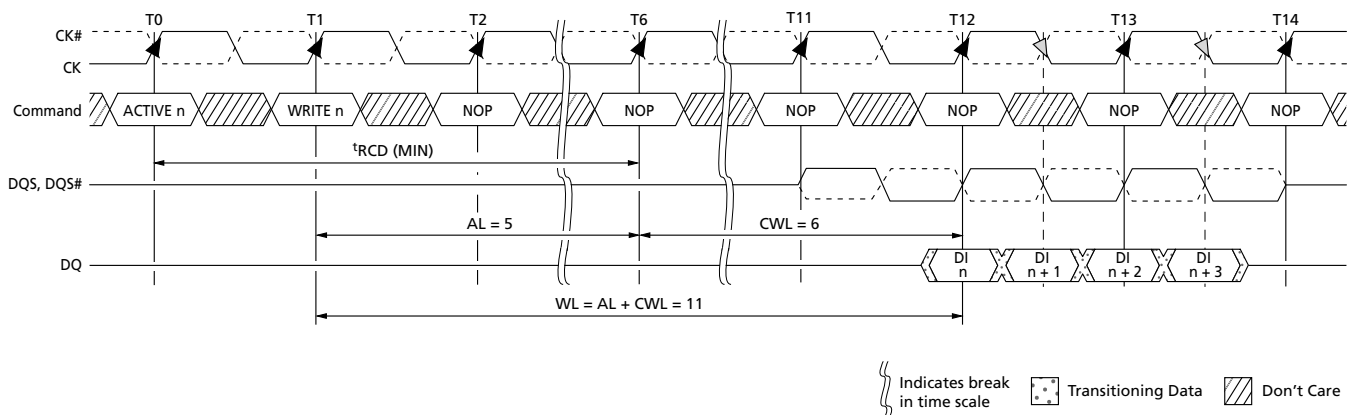 T0 T1 T2 T6 T11 T12 T13 T14
CK#
CK
Command ACTIVE n WRITE n NOP NOP NOP NOP NOP NOP
tRCD (MIN)
DQS, DQS#
AL = 5 CWL = 6
DQ DI n DI n + 1 DI n + 2 DI n + 3
WL = AL + CWL = 11
Indicates break in time scale
Transitioning Data
Don't Care